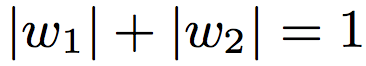 |w₁| + |w₂| = 1